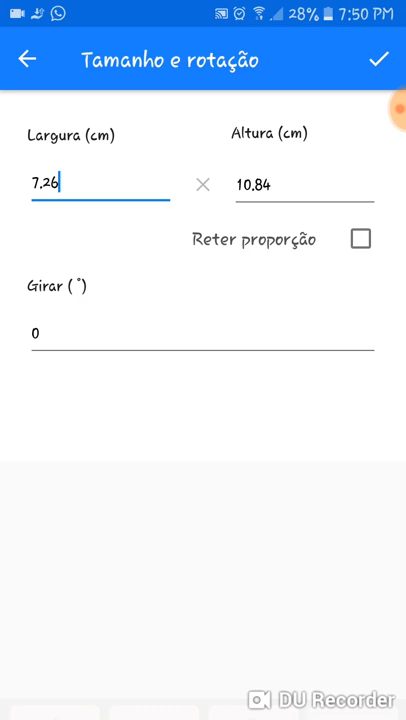 28% 7:50 PM
Tamanho e rotação
Largura (cm) Altura (cm)
7.26 10.84
Reter proporção
Girar (°)
0
DU Recorder